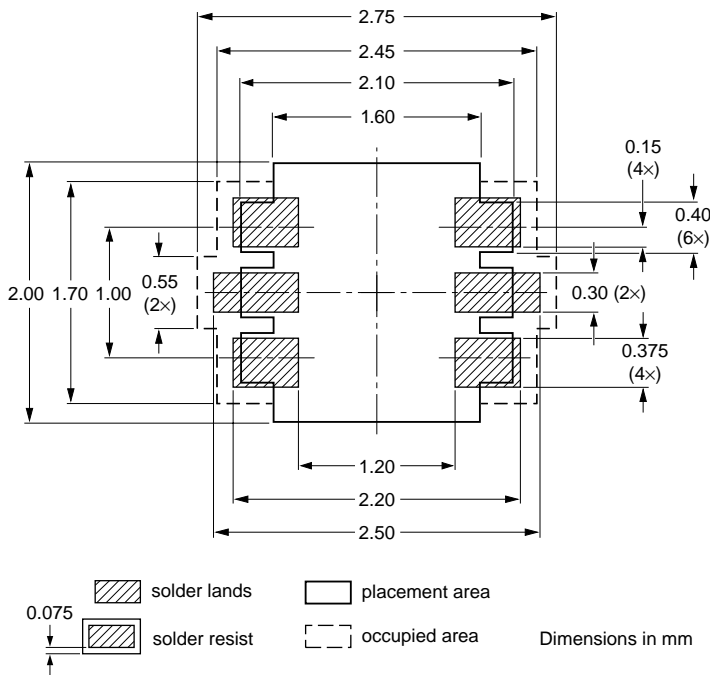 2.75
2.45
2.10
1.60
0.15
(4×)
0.40
(6×)
0.55
(2×)
2.00 1.70 1.00
0.30 (2×)
0.375
(4×)
1.20
2.20
2.50
solder lands
placement area
0.075
solder resist
occupied area
Dimensions in mm